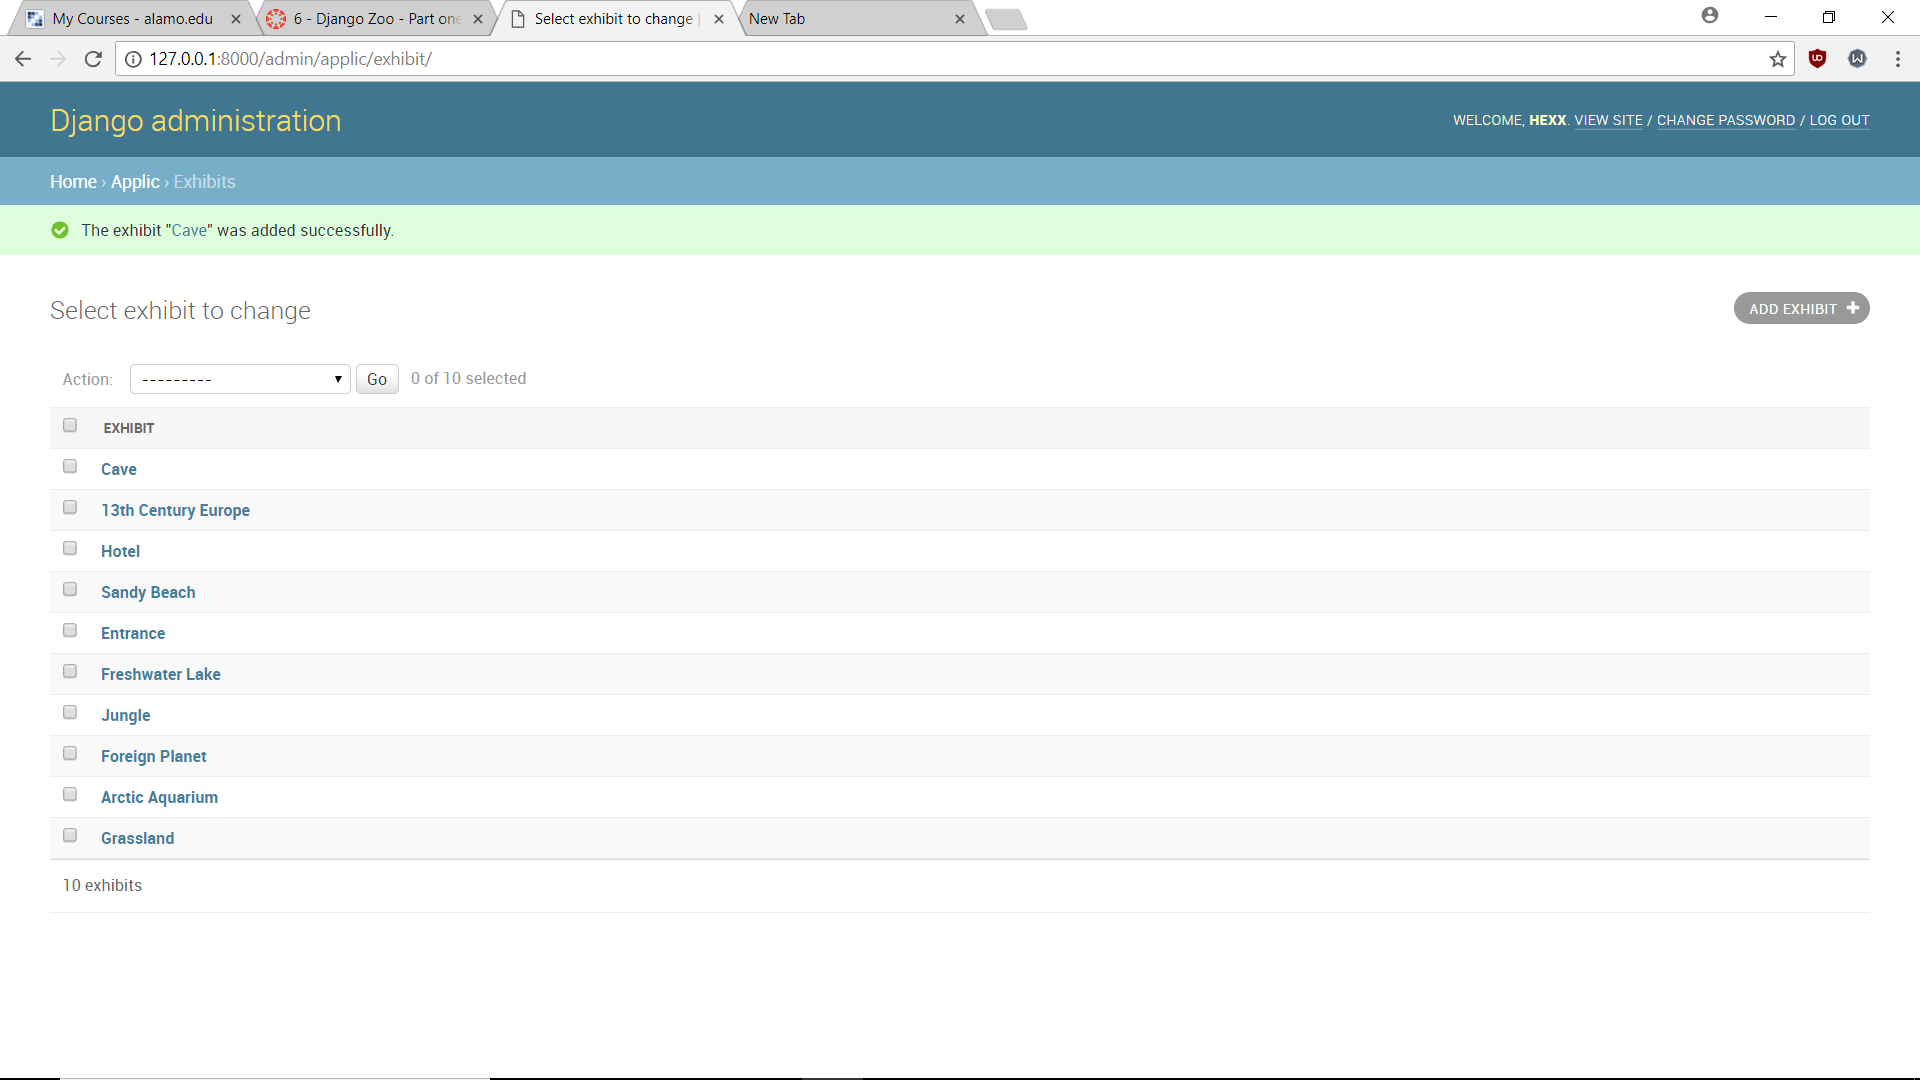 My Courses - alamo.edu
6 - Django Zoo - Part one
Select exhibit to change |
New Tab
127.0.0.1:8000/admin/applic/exhibit/
Django administration
WELCOME, HEXX. VIEW SITE / CHANGE PASSWORD / LOG OUT
Home › Applic › Exhibits
The exhibit "Cave" was added successfully.
Select exhibit to change
ADD EXHIBIT +
Action: --------- Go 0 of 10 selected
EXHIBIT
Cave
13th Century Europe
Hotel
Sandy Beach
Entrance
Freshwater Lake
Jungle
Foreign Planet
Arctic Aquarium
Grassland
10 exhibits